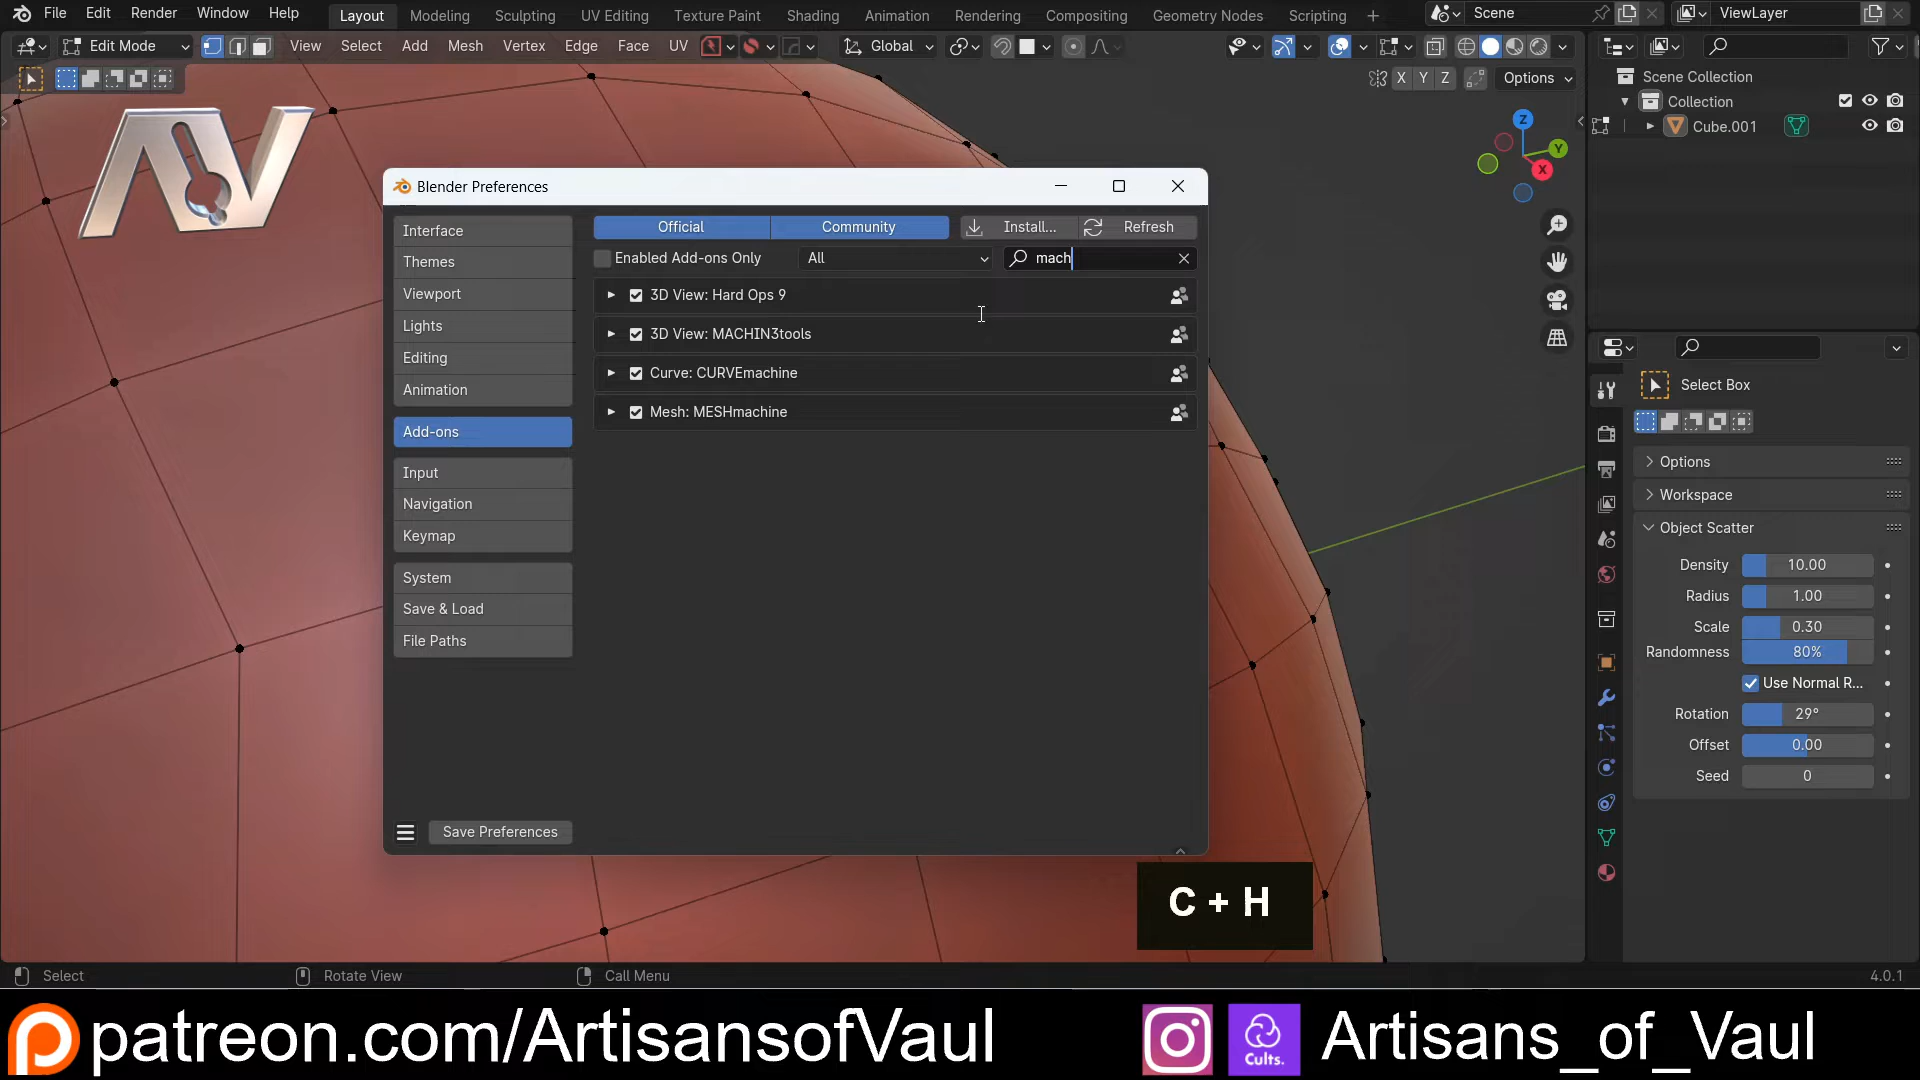 File Edit Render Window Help Layout Modeling Sculpting UV Editing Texture Paint Shading Animation Rendering Compositing Geometry Nodes Scripting + Scene ViewLayer
Edit Mode View Select Add Mesh Vertex Edge Face UV Global
X Y Z Options
AV
Scene Collection
Collection
Cube.001
Z
Y
X
Blender Preferences
Interface
Themes
Viewport
Lights
Editing
Animation
Add-ons
Input
Navigation
Keymap
System
Save & Load
File Paths
Save Preferences
Official Community Install... Refresh
Enabled Add-ons Only All mach
3D View: Hard Ops 9
3D View: MACHIN3tools
Curve: CURVEmachine
Mesh: MESHmachine
Select Box
Options
Workspace
Object Scatter
Density 10.00
Radius 1.00
Scale 0.30
Randomness 80%
Use Normal R...
Rotation 29°
Offset 0.00
Seed 0
C + H
Select Rotate View Call Menu 4.0.1
patreon.com/ArtisansofVaul Cults. Artisans_of_Vaul